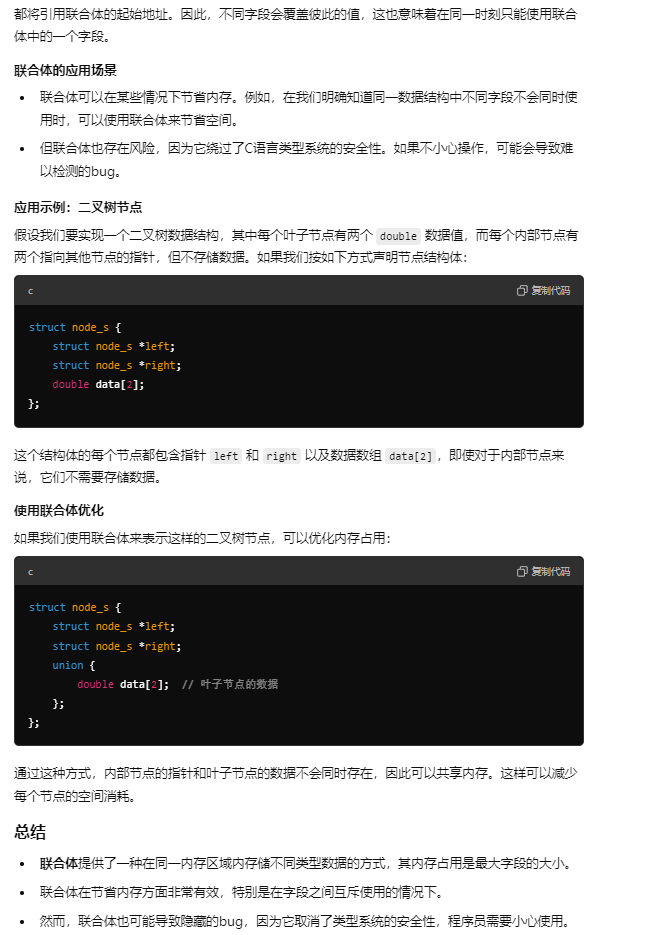 都将引用联合体的起始地址。因此，不同字段会覆盖彼此的值，这也意味着在同一时刻只能使用联合
体中的一个字段。
联合体的应用场景
• 联合体可以在某些情况下节省内存。例如，在我们明确知道同一数据结构中不同字段不会同时使
用时，可以使用联合体来节省空间。
• 但联合体也存在风险，因为它绕过了C语言类型系统的安全性。如果不小心操作，可能会导致难
以检测的bug。
应用示例：二叉树节点
假设我们要实现一个二叉树数据结构，其中每个叶子节点有两个 double 数据值，而每个内部节点有
两个指向其他节点的指针，但不存储数据。如果我们按如下方式声明节点结构体：
c 复制代码
struct node_s {
    struct node_s *left;
    struct node_s *right;
    double data[2];
};
这个结构体的每个节点都包含指针 left 和 right 以及数据数组 data[2]，即使对于内部节点来
说，它们不需要存储数据。
使用联合体优化
如果我们使用联合体来表示这样的二叉树节点，可以优化内存占用：
c 复制代码
struct node_s {
    struct node_s *left;
    struct node_s *right;
    union {
        double data[2];  // 叶子节点的数据
    };
};
通过这种方式，内部节点的指针和叶子节点的数据不会同时存在，因此可以共享内存。这样可以减少
每个节点的空间消耗。
总结
• 联合体提供了一种在同一内存区域内存储不同类型数据的方式，其内存占用是最大字段的大小。
• 联合体在节省内存方面非常有效，特别是在字段之间互斥使用的情况下。
• 然而，联合体也可能导致隐藏的bug，因为它取消了类型系统的安全性，程序员需要小心使用。